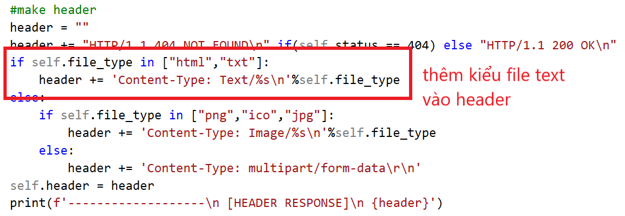 #make header
header = ""
header += "HTTP/1.1 404 NOT FOUND\n" if(self.status == 404) else "HTTP/1.1 200 OK\n"
if self.file_type in ["html","txt"]:
header += 'Content-Type: Text/%s\n'%self.file_type
thêm kiểu file text
vào header
else:
if self.file_type in ["png","ico","jpg"]:
header += 'Content-Type: Image/%s\n'%self.file_type
else:
header += 'Content-Type: multipart/form-data\r\n'
self.header = header
print(f'-------------------\n [HEADER RESPONSE]\n {header}')